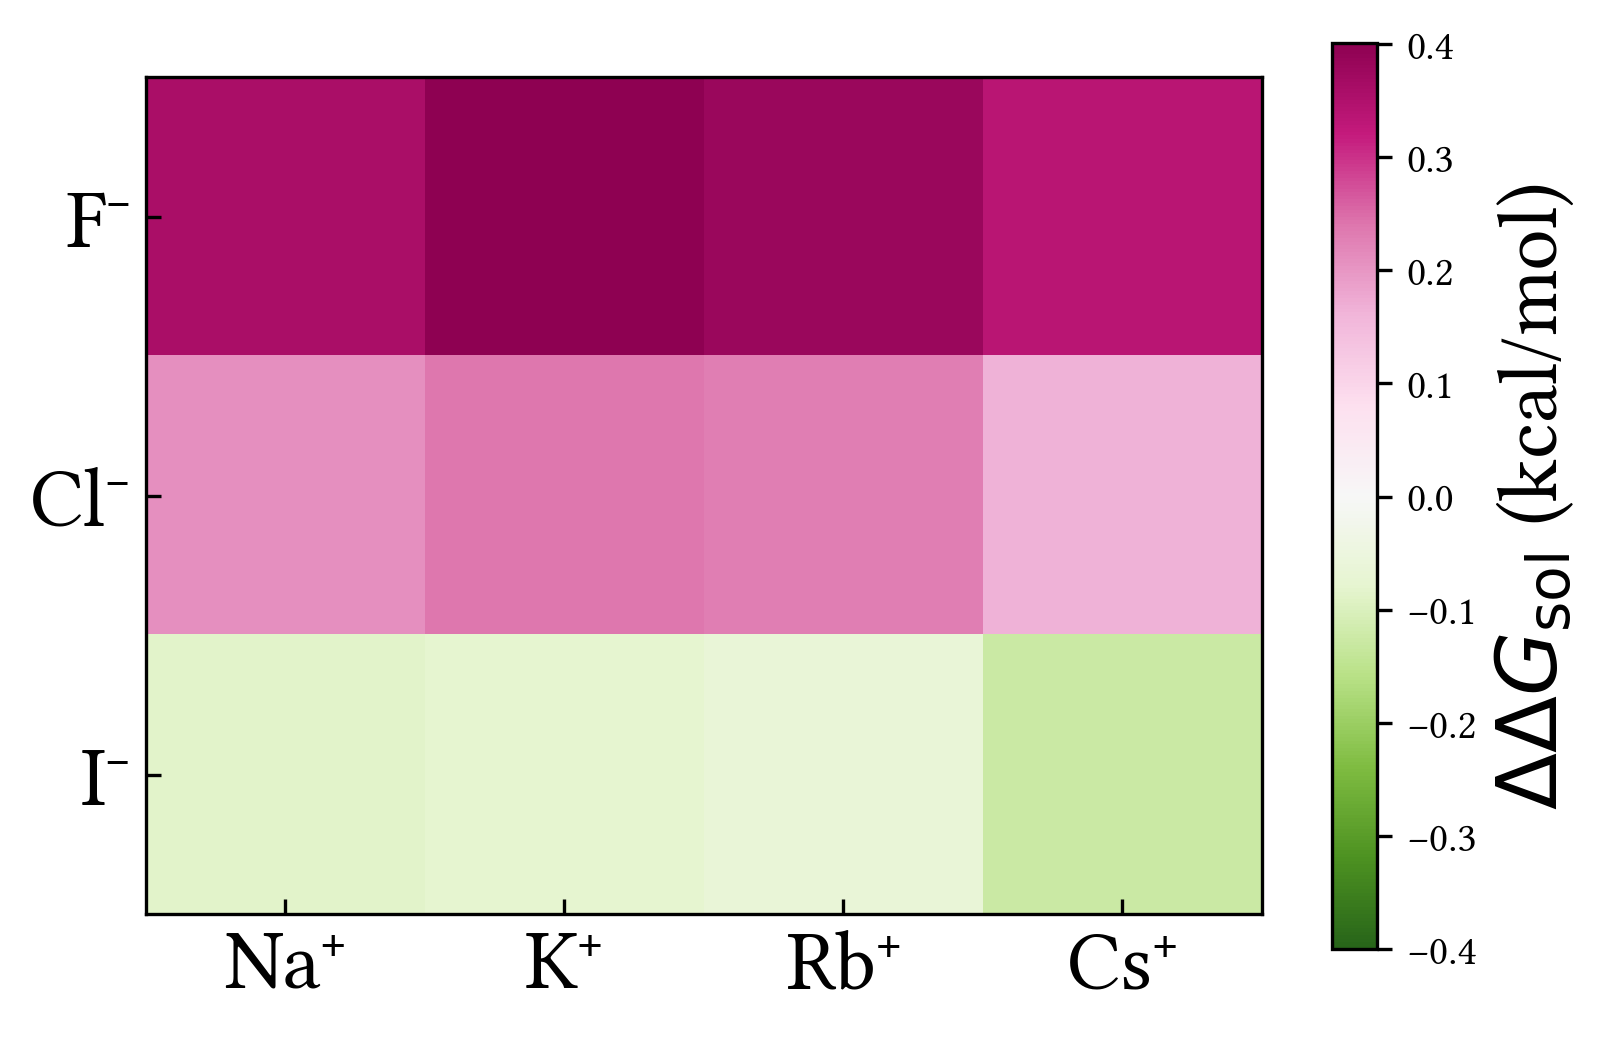 F⁻
Cl⁻
I⁻
Na⁺ K⁺ Rb⁺ Cs⁺
0.4
0.3
0.2
0.1
0.0
−0.1
−0.2
−0.3
−0.4
ΔΔG_sol (kcal/mol)